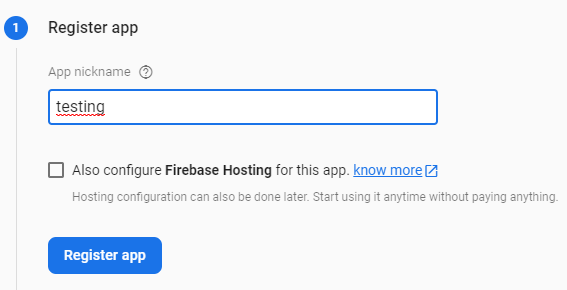 1 Register app
App nickname
testing
Also configure Firebase Hosting for this app. know more
Hosting configuration can also be done later. Start using it anytime without paying anything.
Register app